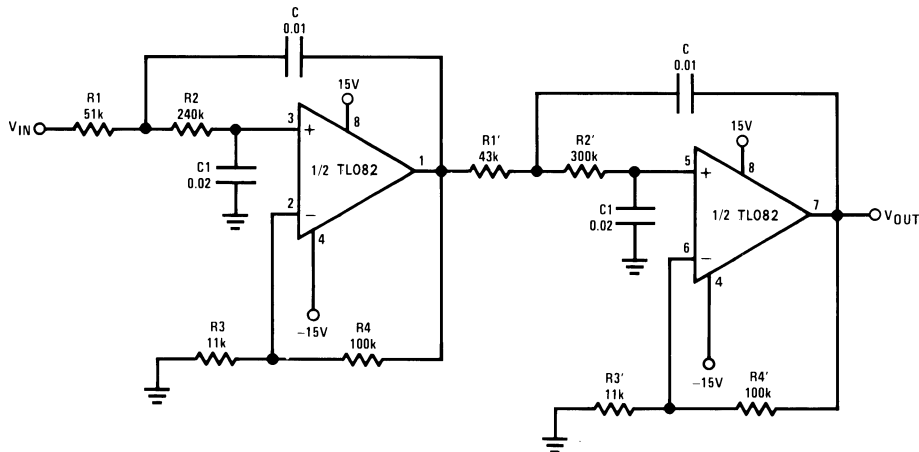 C
0.01
C
0.01
15V
R1
51k
R2
240k
8
3
VIN
+
15V
R1'
43k
R2'
300k
8
1/2 TL082
1
C1
0.02
5
+
2
−
1/2 TL082
7
VOUT
C1
0.02
4
6
−
4
−15V
R3
11k
R4
100k
−15V
R3'
11k
R4'
100k